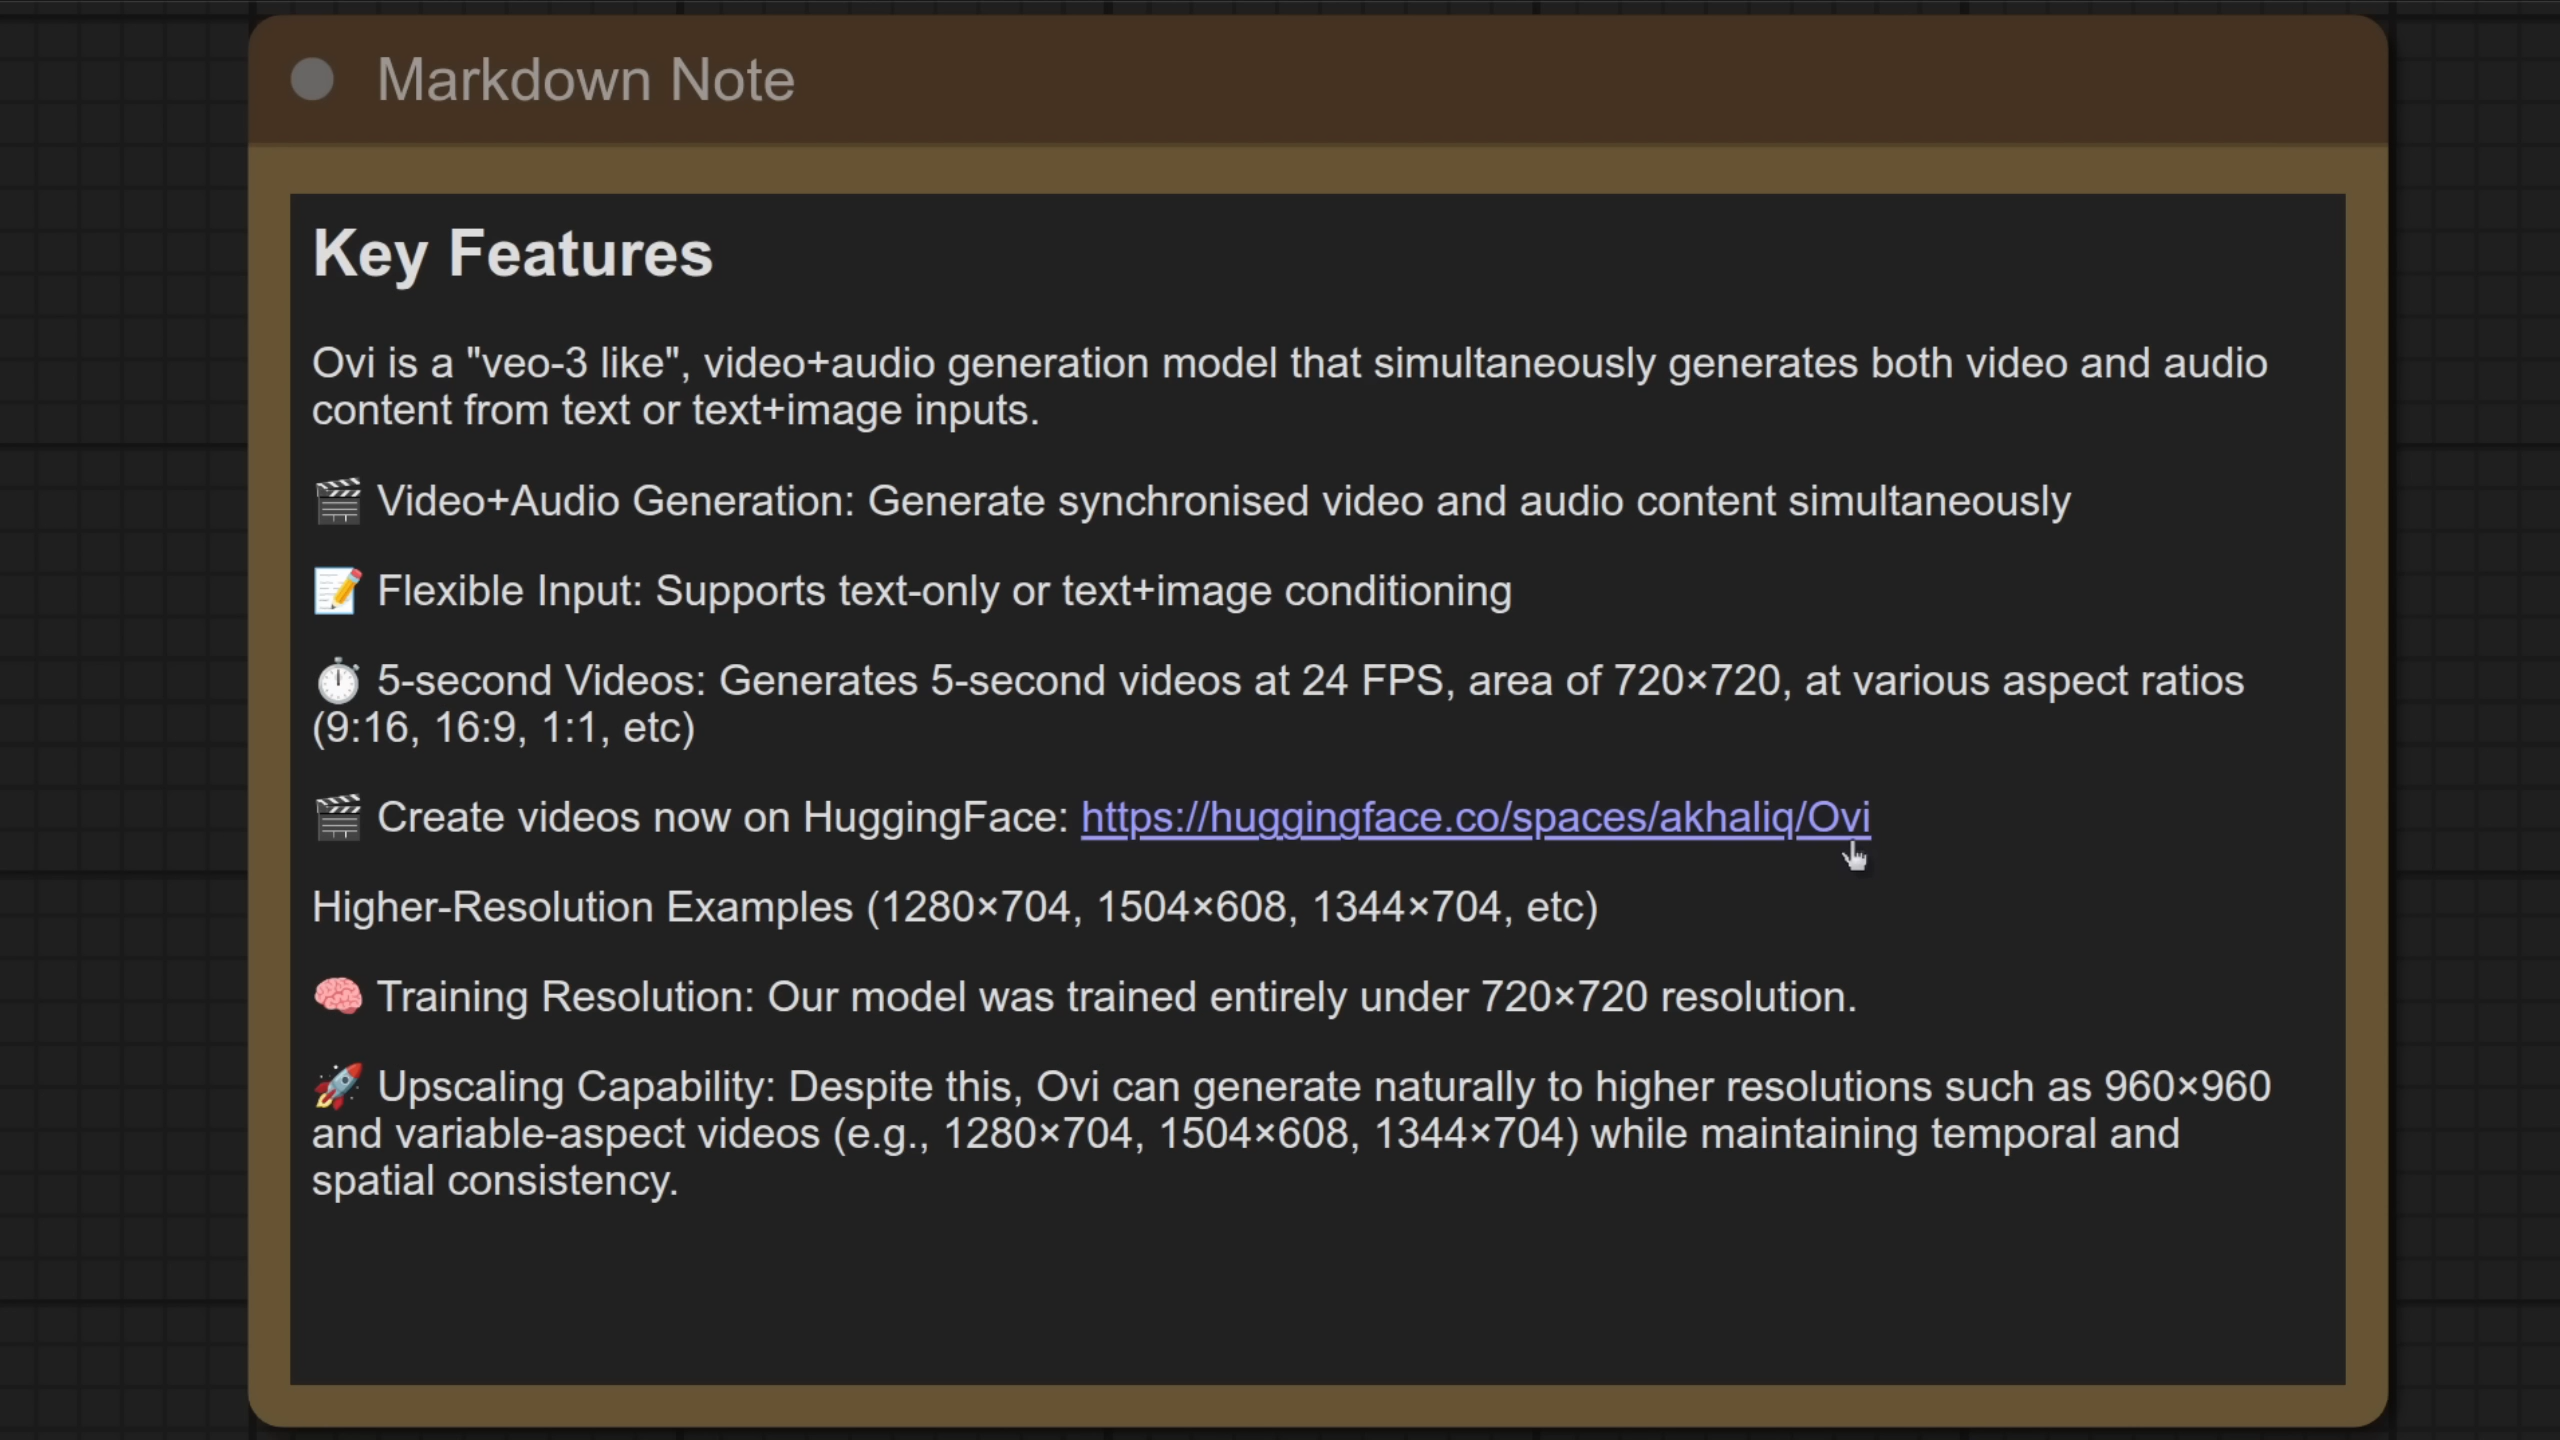 Markdown Note
Key Features
Ovi is a "veo-3 like", video+audio generation model that simultaneously generates both video and audio
content from text or text+image inputs.
🎬 Video+Audio Generation: Generate synchronised video and audio content simultaneously
📝 Flexible Input: Supports text-only or text+image conditioning
⏱️ 5-second Videos: Generates 5-second videos at 24 FPS, area of 720×720, at various aspect ratios
(9:16, 16:9, 1:1, etc)
🎬 Create videos now on HuggingFace: https://huggingface.co/spaces/akhaliq/Ovi
Higher-Resolution Examples (1280×704, 1504×608, 1344×704, etc)
🧠 Training Resolution: Our model was trained entirely under 720×720 resolution.
🚀 Upscaling Capability: Despite this, Ovi can generate naturally to higher resolutions such as 960×960
and variable-aspect videos (e.g., 1280×704, 1504×608, 1344×704) while maintaining temporal and
spatial consistency.